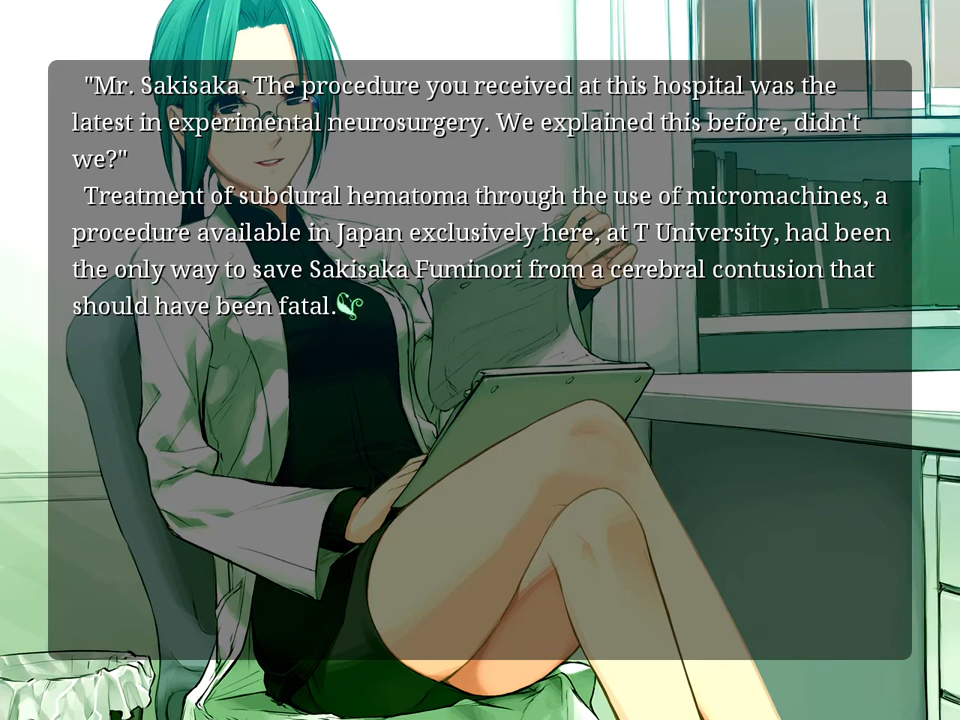 "Mr. Sakisaka. The procedure you received at this hospital was the
latest in experimental neurosurgery. We explained this before, didn't
we?"
Treatment of subdural hematoma through the use of micromachines, a
procedure available in Japan exclusively here, at T University, had been
the only way to save Sakisaka Fuminori from a cerebral contusion that
should have been fatal.